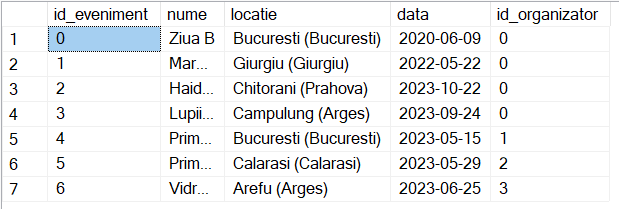 id_eveniment nume locatie data id_organizator
1 0 Ziua B Bucuresti (Bucuresti) 2020-06-09 0
2 1 Mar... Giurgiu (Giurgiu) 2022-05-22 0
3 2 Haid... Chitorani (Prahova) 2023-10-22 0
4 3 Lupii... Campulung (Arges) 2023-09-24 0
5 4 Prim... Bucuresti (Bucuresti) 2023-05-15 1
6 5 Prim... Calarasi (Calarasi) 2023-05-29 2
7 6 Vidr... Arefu (Arges) 2023-06-25 3